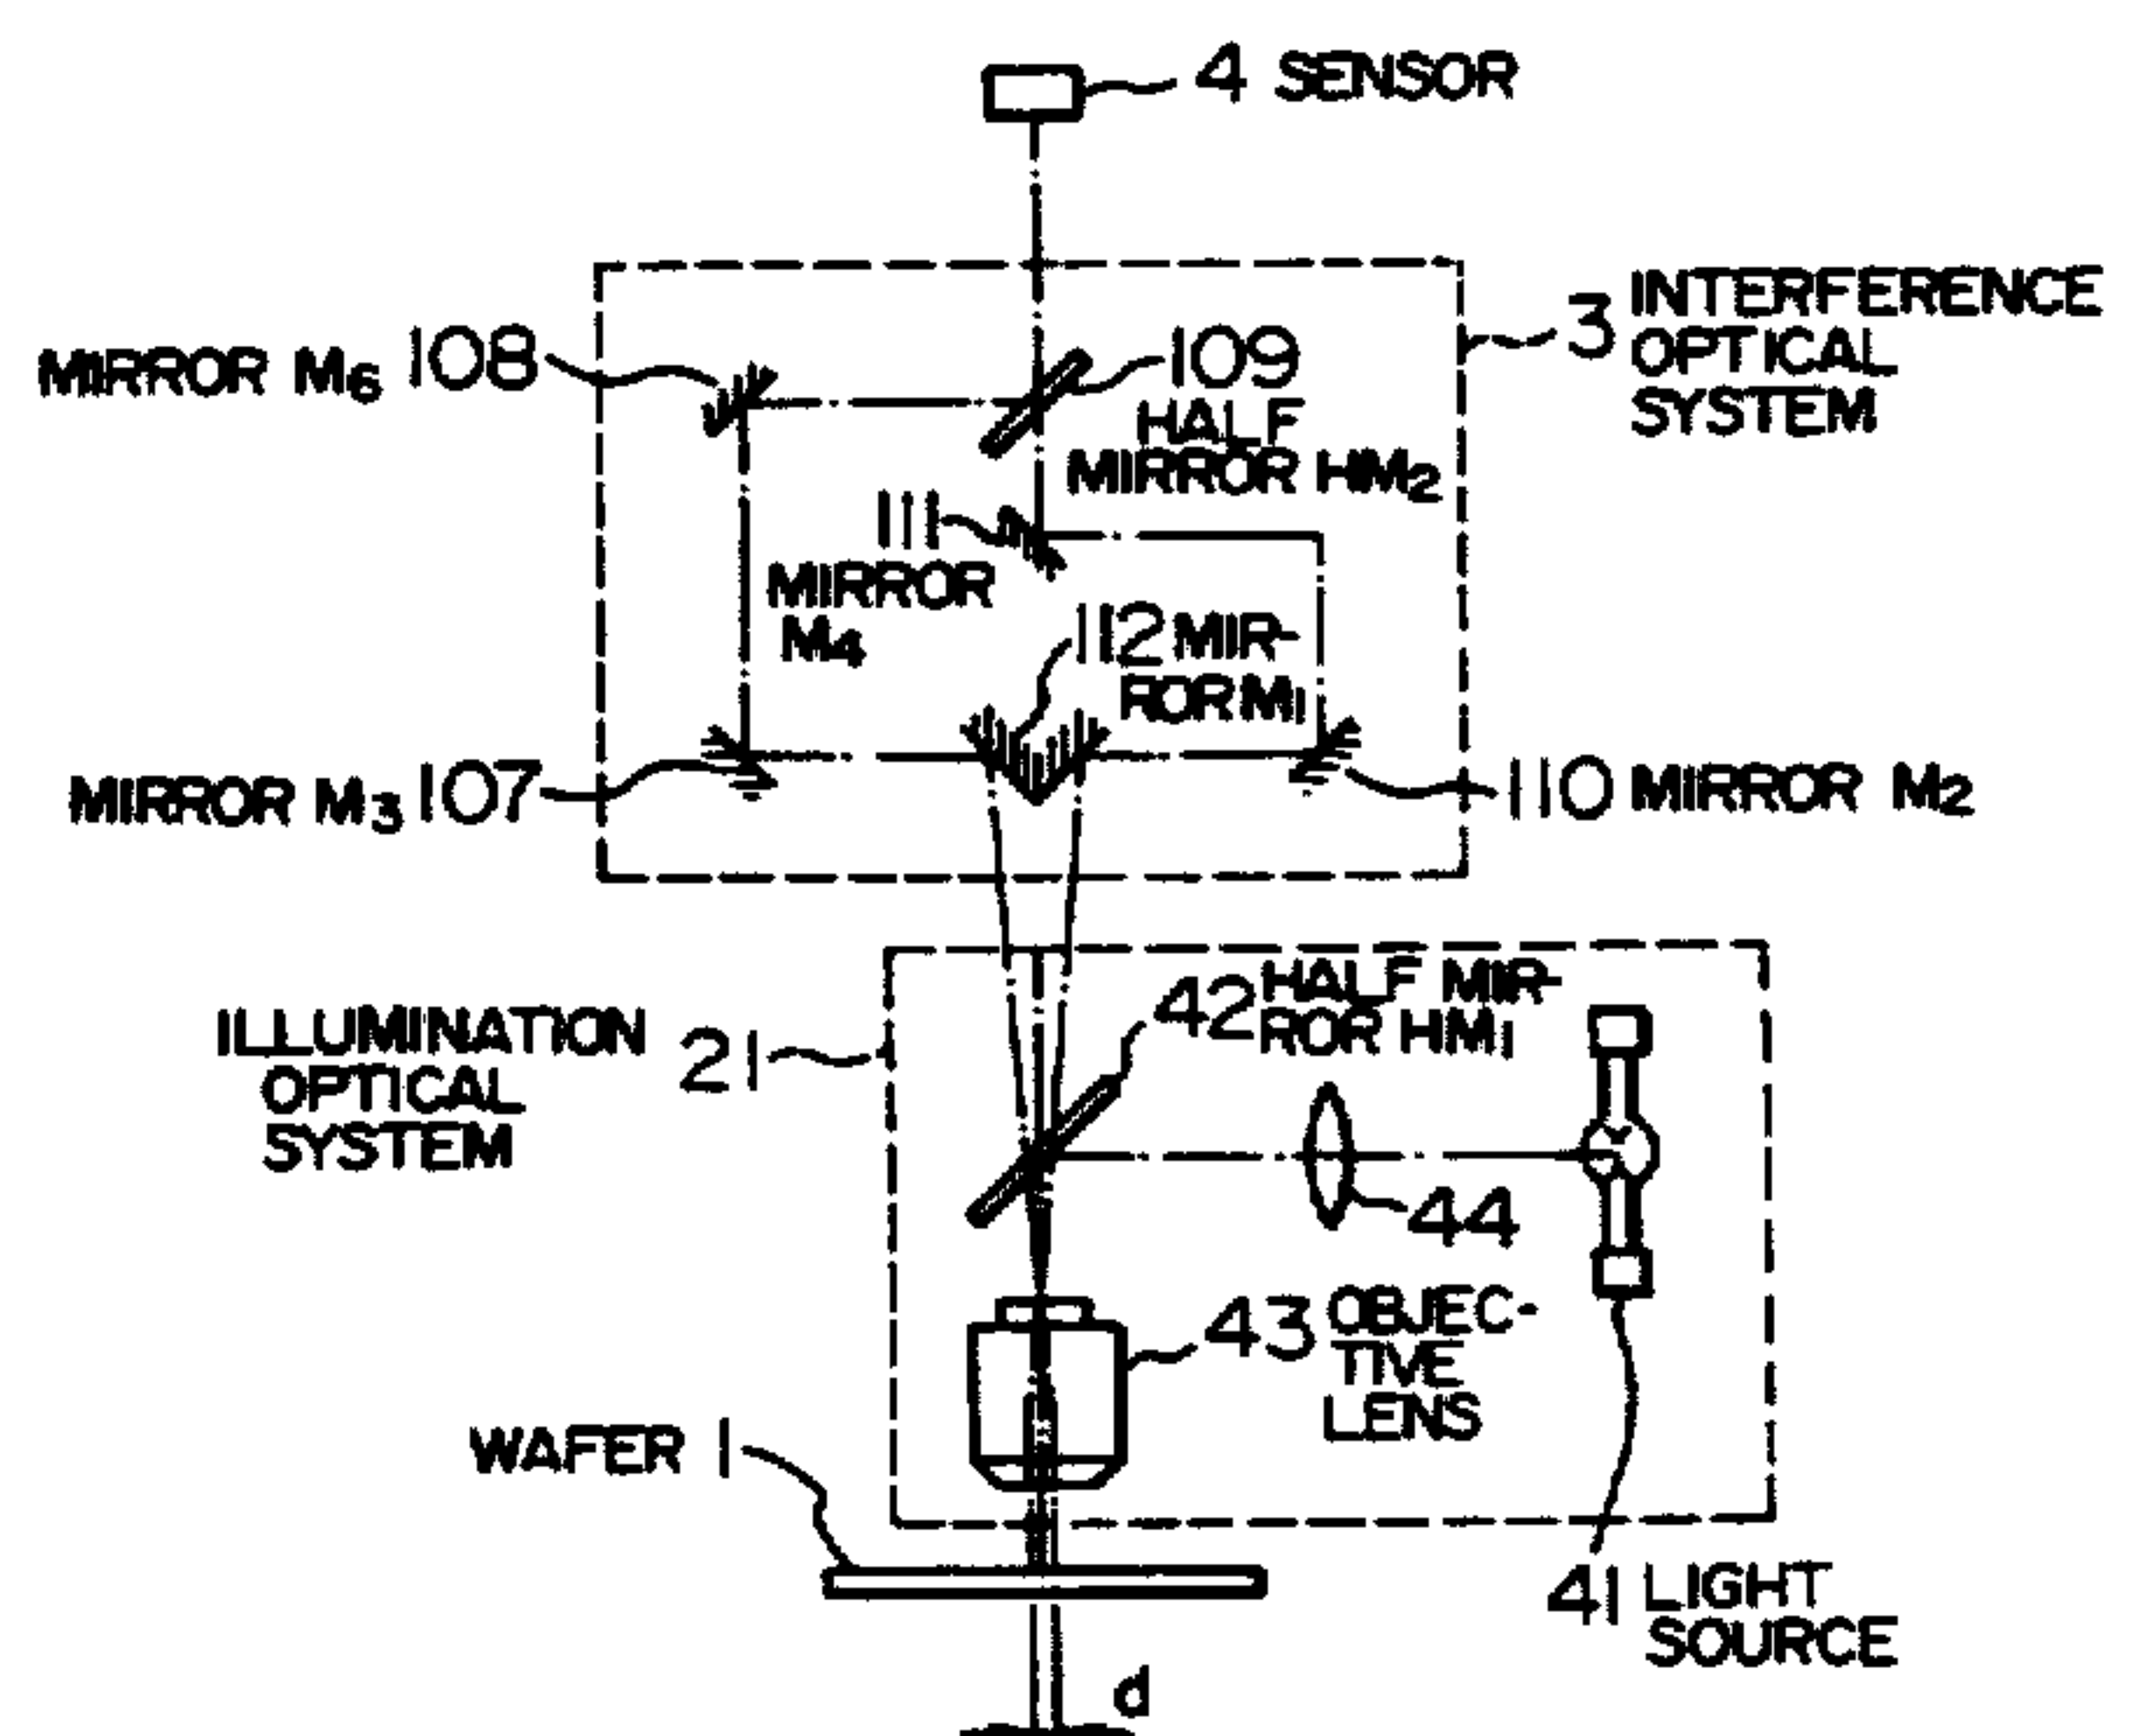 4 SENSOR
3 INTERFERENCE
OPTICAL
SYSTEM
MIRROR M6 108
109
HALF
MIRROR HM2
111
MIRROR
M4
112 MIR-
ROR M1
MIRROR M3 107
110 MIRROR M2
ILLUMINATION
OPTICAL
SYSTEM
21
42 HALF MIR-
ROR HM1
44
43 OBJEC-
TIVE
LENS
WAFER 1
41 LIGHT
SOURCE
d